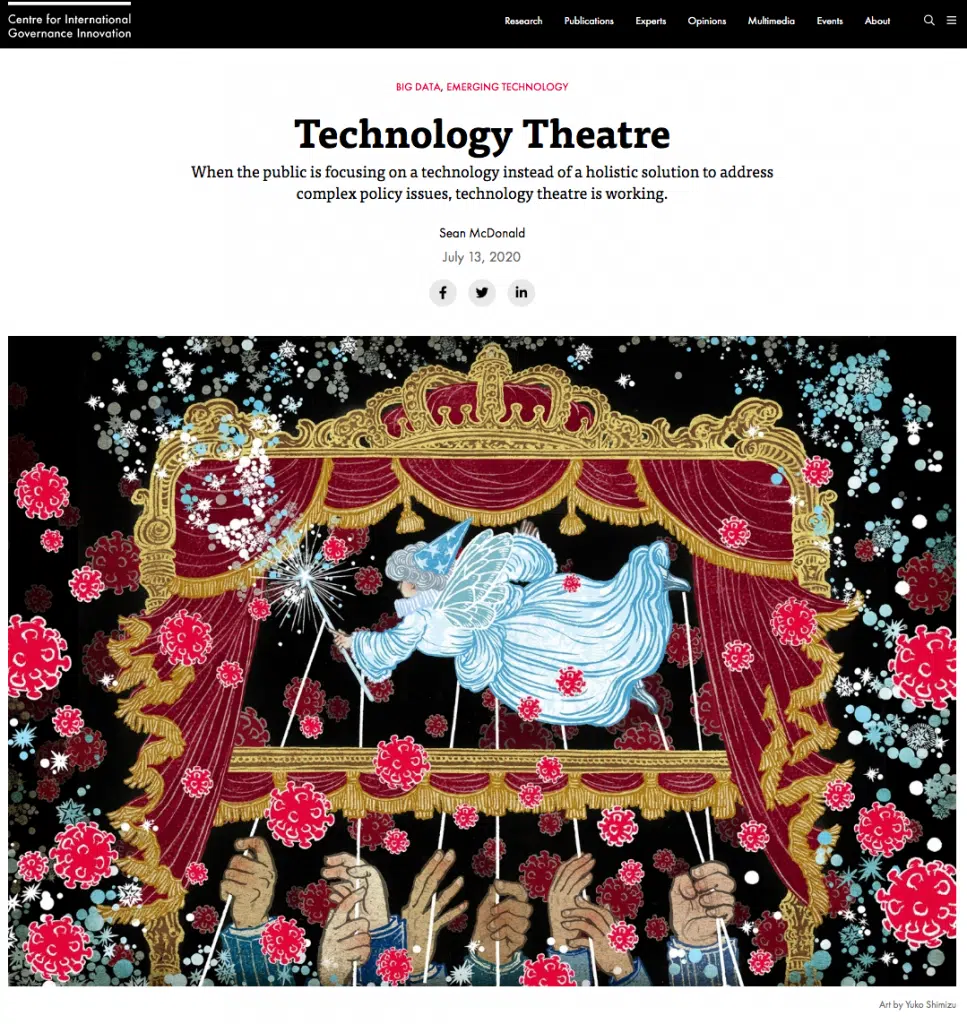 Centre for International
Governance Innovation
Research Publications Experts Opinions Multimedia Events About
BIG DATA, EMERGING TECHNOLOGY
Technology Theatre
When the public is focusing on a technology instead of a holistic solution to address
complex policy issues, technology theatre is working.
Sean McDonald
July 13, 2020
Art by Yuko Shimizu